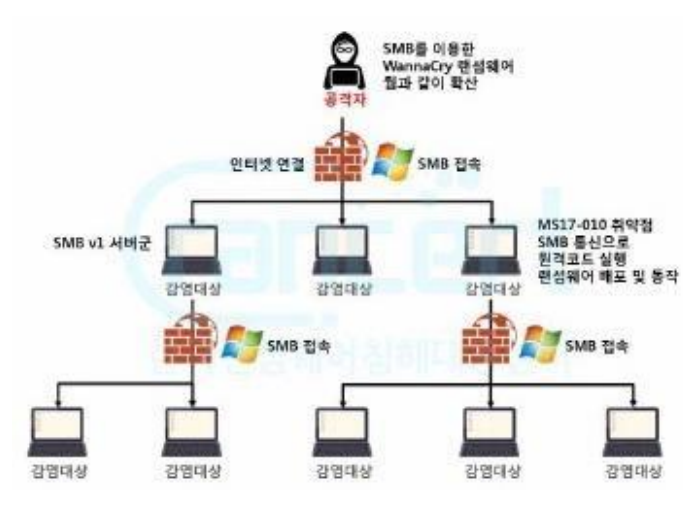 SMB를 이용한
WannaCry 랜섬웨어
웜과 같이 확산
공격자
인터넷 연결
SMB 접속
SMB v1 서버군
MS17-010 취약점
SMB 통신으로
원격코드 실행
랜섬웨어 배포 및 동작
감염대상
감염대상
감염대상
SMB 접속
SMB 접속
감염대상
감염대상
감염대상
감염대상
감염대상